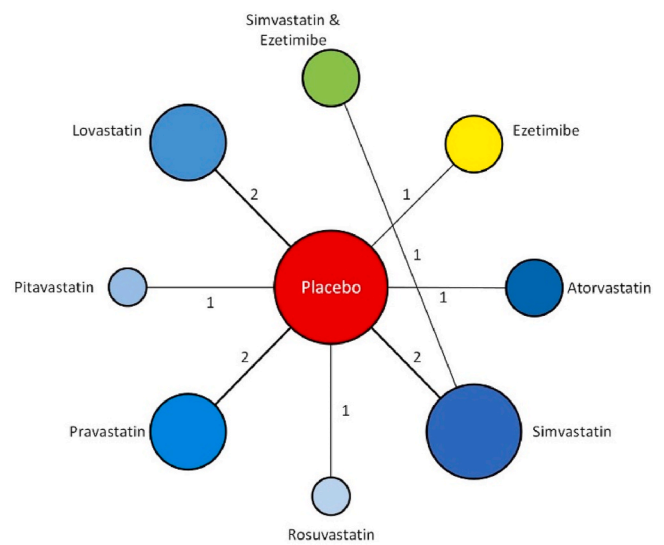 Simvastatin &
Ezetimibe
Lovastatin
Ezetimibe
2
1
1
Pitavastatin
Placebo
Atorvastatin
1
1
2
2
Pravastatin
Simvastatin
1
Rosuvastatin